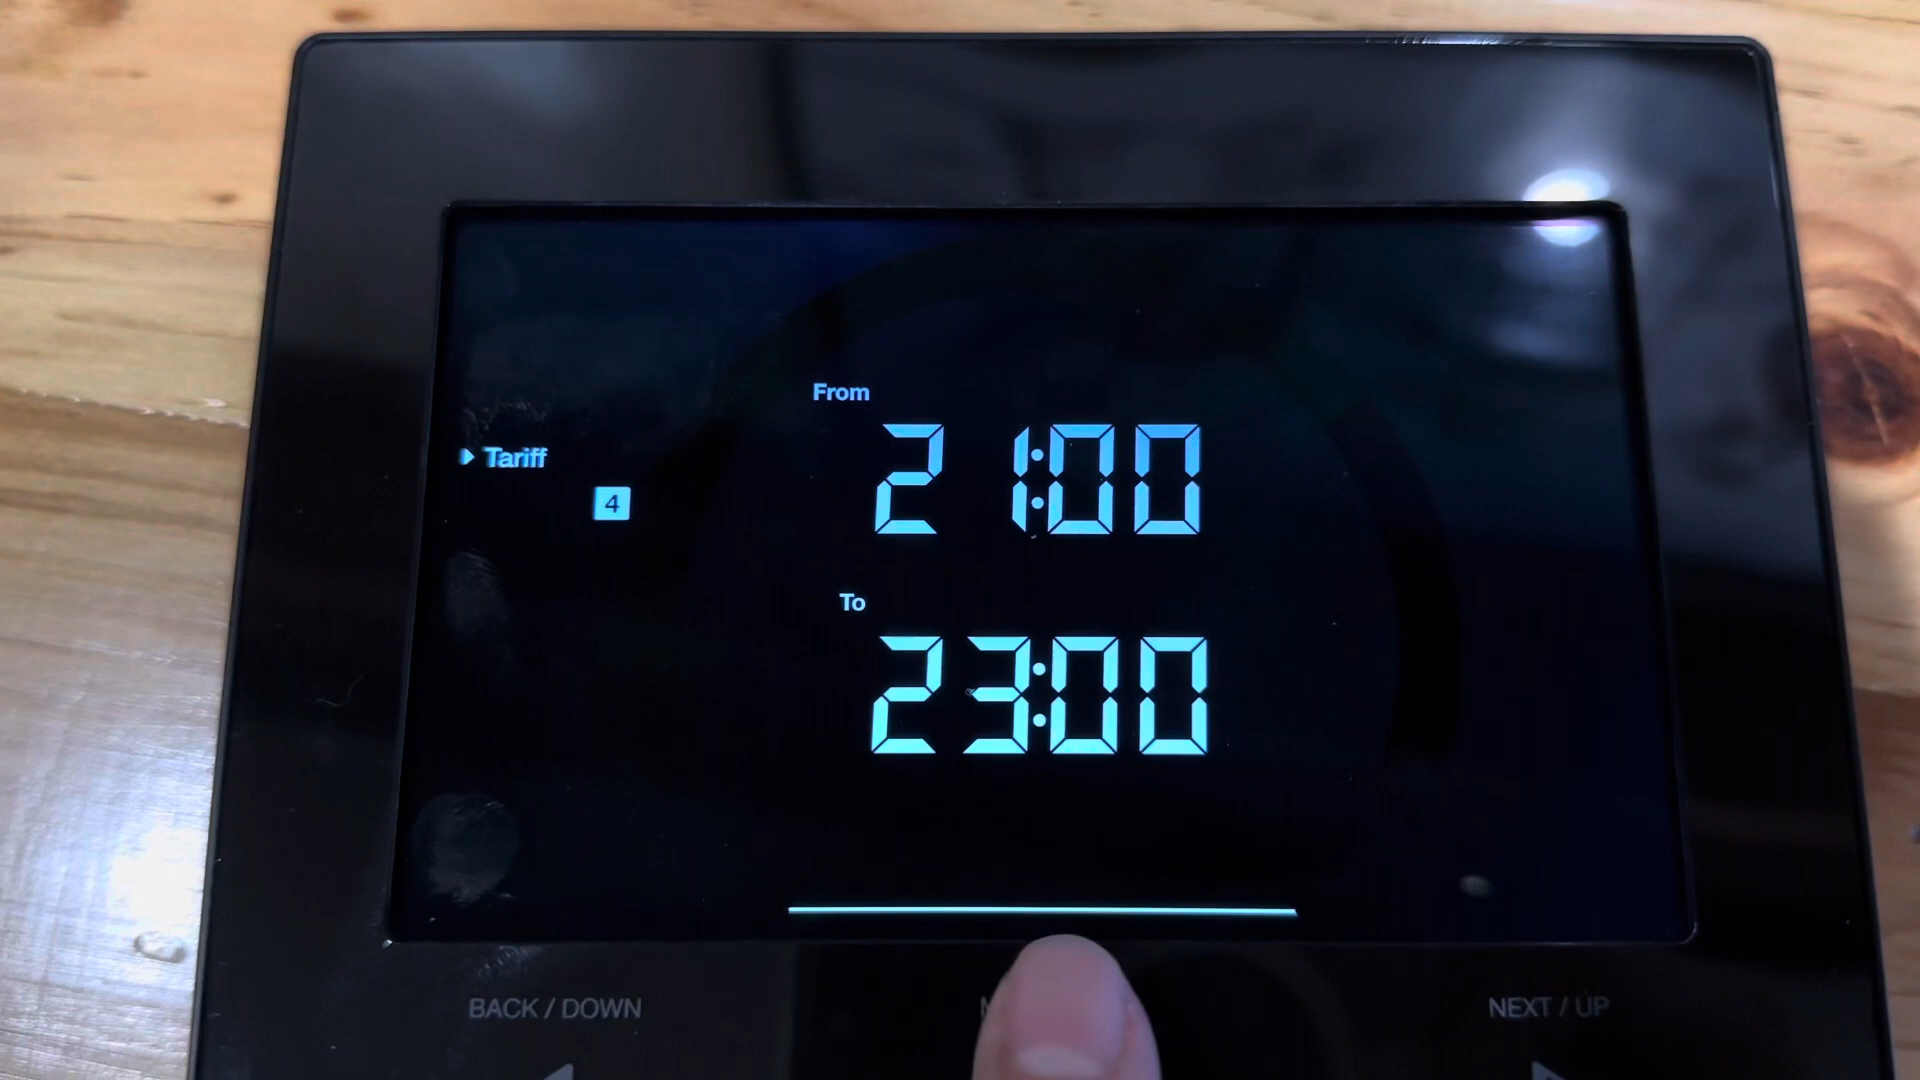 From
21:00
Tariff
4
To
23:00
BACK / DOWN
NEXT / UP